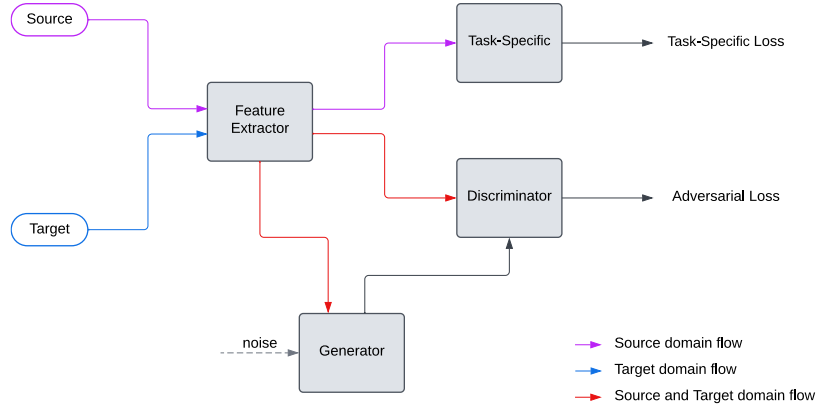 Source
Task-Specific
Task-Specific Loss
Feature
Extractor
Discriminator
Adversarial Loss
Target
noise
Generator
Source domain flow
Target domain flow
Source and Target domain flow